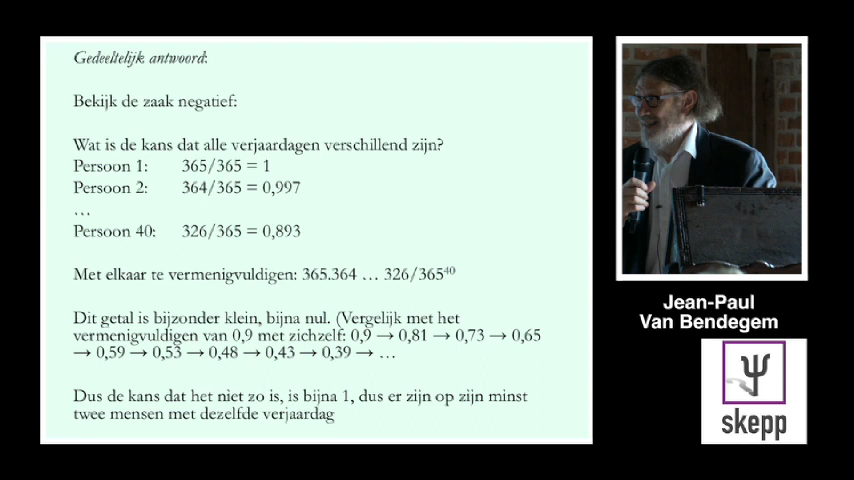 Gedeeltelijk antwoord:
Bekijk de zaak negatief:
Wat is de kans dat alle verjaardagen verschillend zijn?
Persoon 1: 365/365 = 1
Persoon 2: 364/365 = 0,997
…
Persoon 40: 326/365 = 0,893
Met elkaar te vermenigvuldigen: 365.364 … 326/365⁴⁰
Dit getal is bijzonder klein, bijna nul. (Vergelijk met het
vermenigvuldigen van 0,9 met zichzelf: 0,9 → 0,81 → 0,73 → 0,65
→ 0,59 → 0,53 → 0,48 → 0,43 → 0,39 → …
Dus de kans dat het niet zo is, is bijna 1, dus er zijn op zijn minst
twee mensen met dezelfde verjaardag
Jean-Paul
Van Bendegem
Ψ
skepp